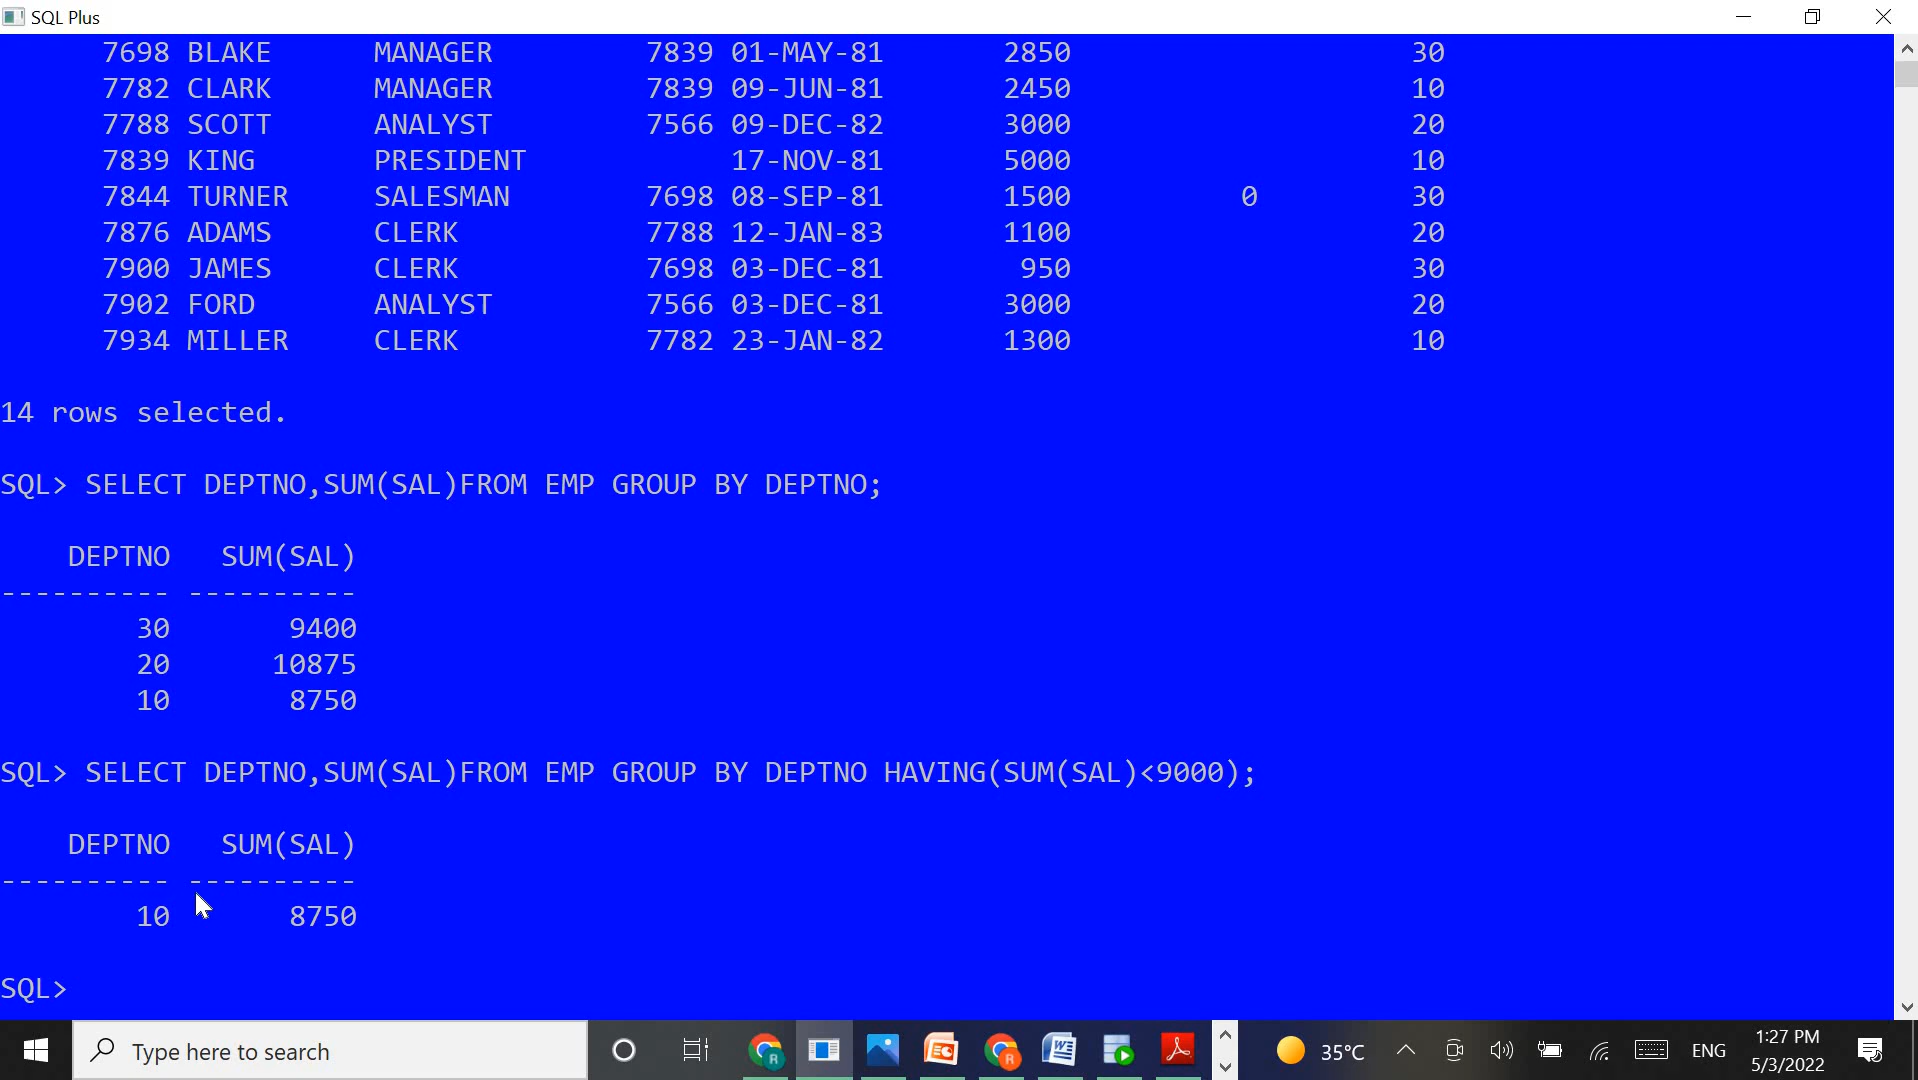 SQL Plus
7698 BLAKE MANAGER 7839 01-MAY-81 2850 30
7782 CLARK MANAGER 7839 09-JUN-81 2450 10
7788 SCOTT ANALYST 7566 09-DEC-82 3000 20
7839 KING PRESIDENT 17-NOV-81 5000 10
7844 TURNER SALESMAN 7698 08-SEP-81 1500 0 30
7876 ADAMS CLERK 7788 12-JAN-83 1100 20
7900 JAMES CLERK 7698 03-DEC-81 950 30
7902 FORD ANALYST 7566 03-DEC-81 3000 20
7934 MILLER CLERK 7782 23-JAN-82 1300 10
14 rows selected.
SQL> SELECT DEPTNO,SUM(SAL)FROM EMP GROUP BY DEPTNO;
DEPTNO SUM(SAL)
---------- ----------
30 9400
20 10875
10 8750
SQL> SELECT DEPTNO,SUM(SAL)FROM EMP GROUP BY DEPTNO HAVING(SUM(SAL)<9000);
DEPTNO SUM(SAL)
---------- ----------
10 8750
SQL>
Type here to search
35°C
ENG
1:27 PM
5/3/2022